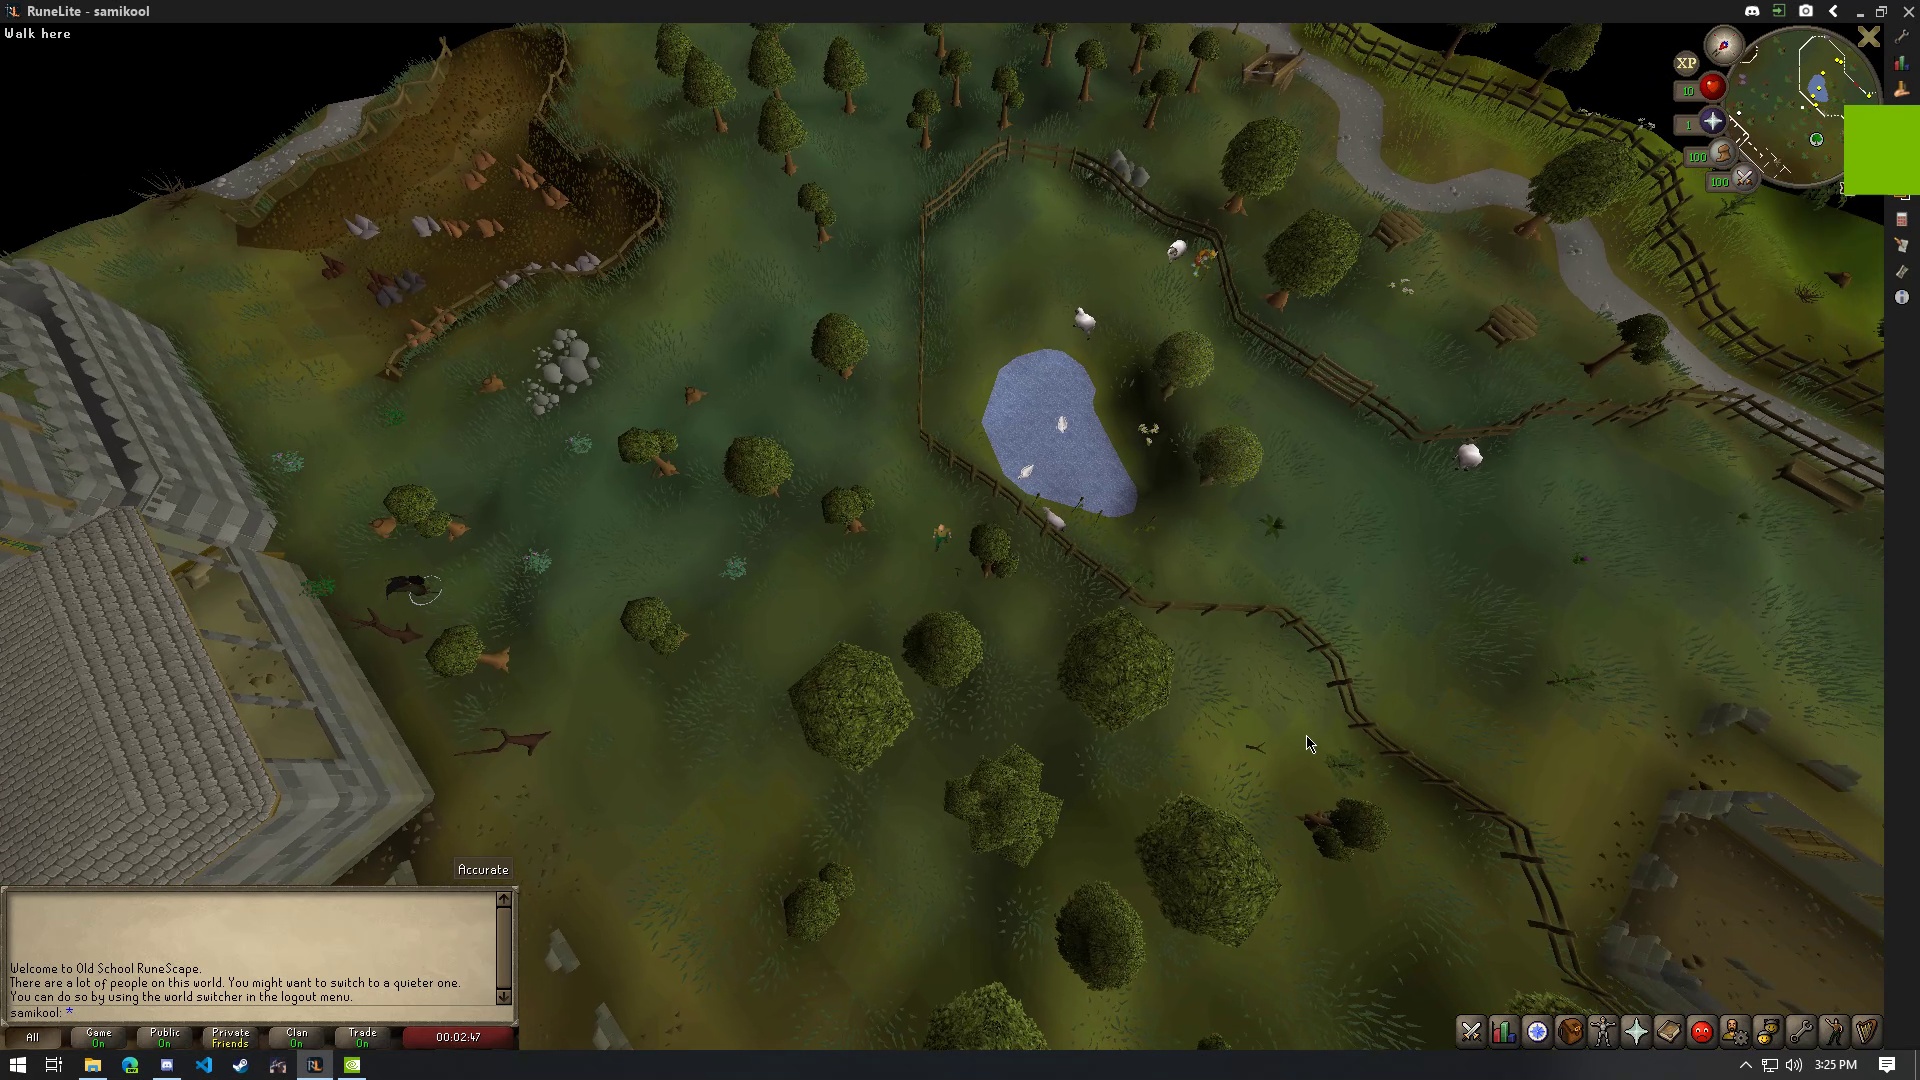 RuneLite - samikool
Walk here
XP
10
1
100
100
Accurate
Welcome to Old School RuneScape.
There are a lot of people on this world. You might want to switch to a quieter one.
You can do so by using the world switcher in the logout menu.
samikool: *
All
Game
On
Public
On
Private
Friends
Clan
On
Trade
On
00:02:47
3:25 PM